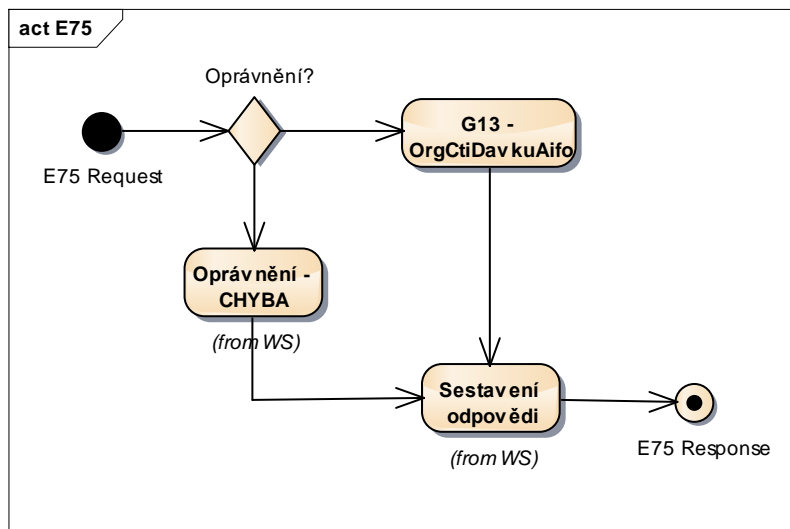 act E75
Oprávnění?
G13 -
OrgCtiDavkuAifo
E75 Request
Oprávnění -
CHYBA
(from WS)
Sestavení
odpovědi
(from WS)
E75 Response